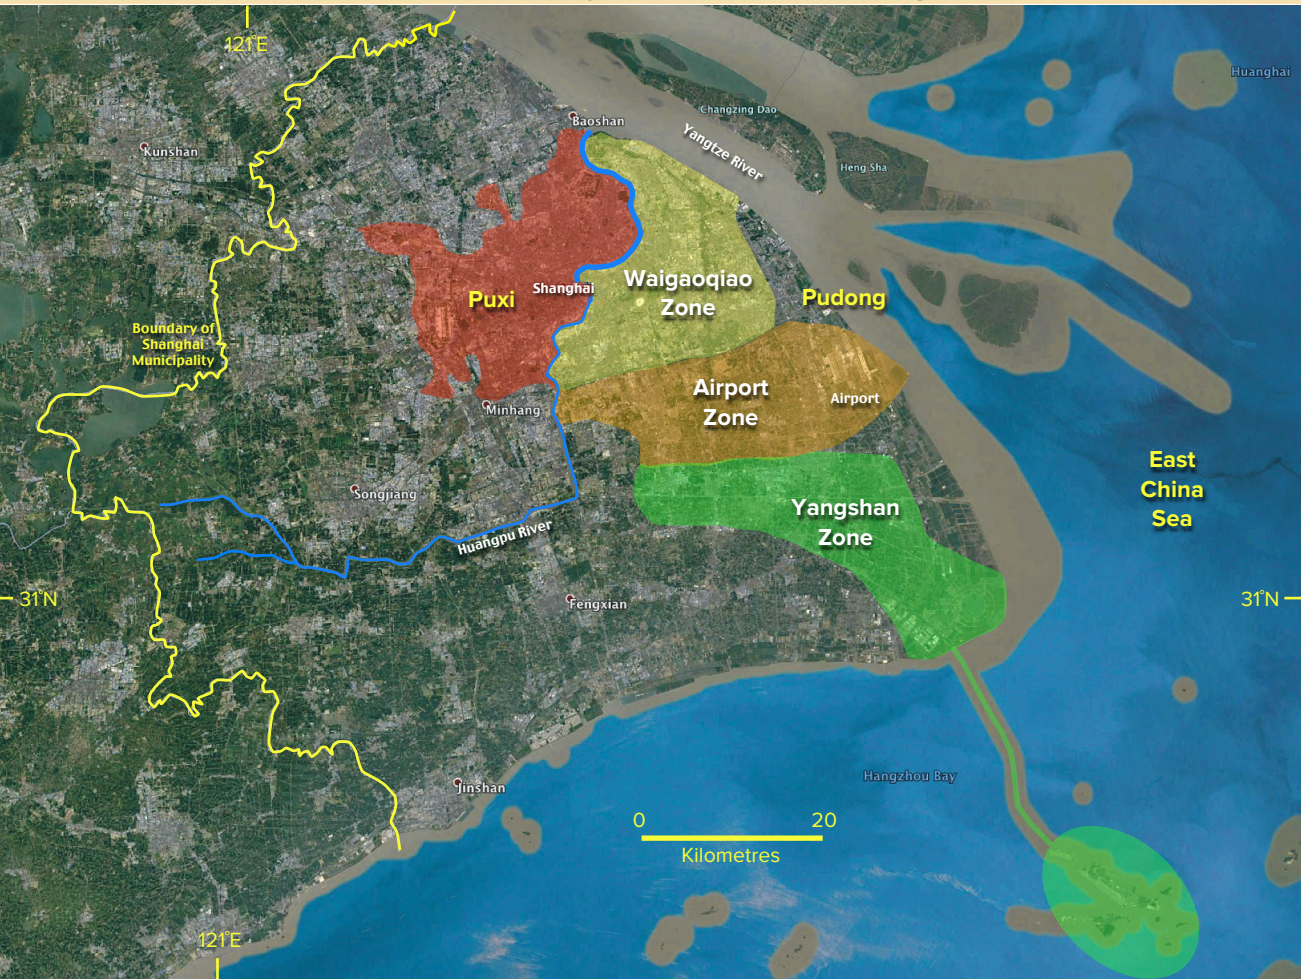 121°E
Huanghai
Changzing Dao
Baoshan
Yangtze River
Kunshan
Heng Sha
Waigaoqiao
Zone
Shanghai
Puxi
Pudong
Boundary of
Shanghai
Municipality
Airport
Zone
Airport
Minhang
East
China
Sea
Songjiang
Yangshan
Zone
Huangpu River
31°N
Fengxian
31°N
Hangzhou Bay
Jinshan
0 20
Kilometres
121°E